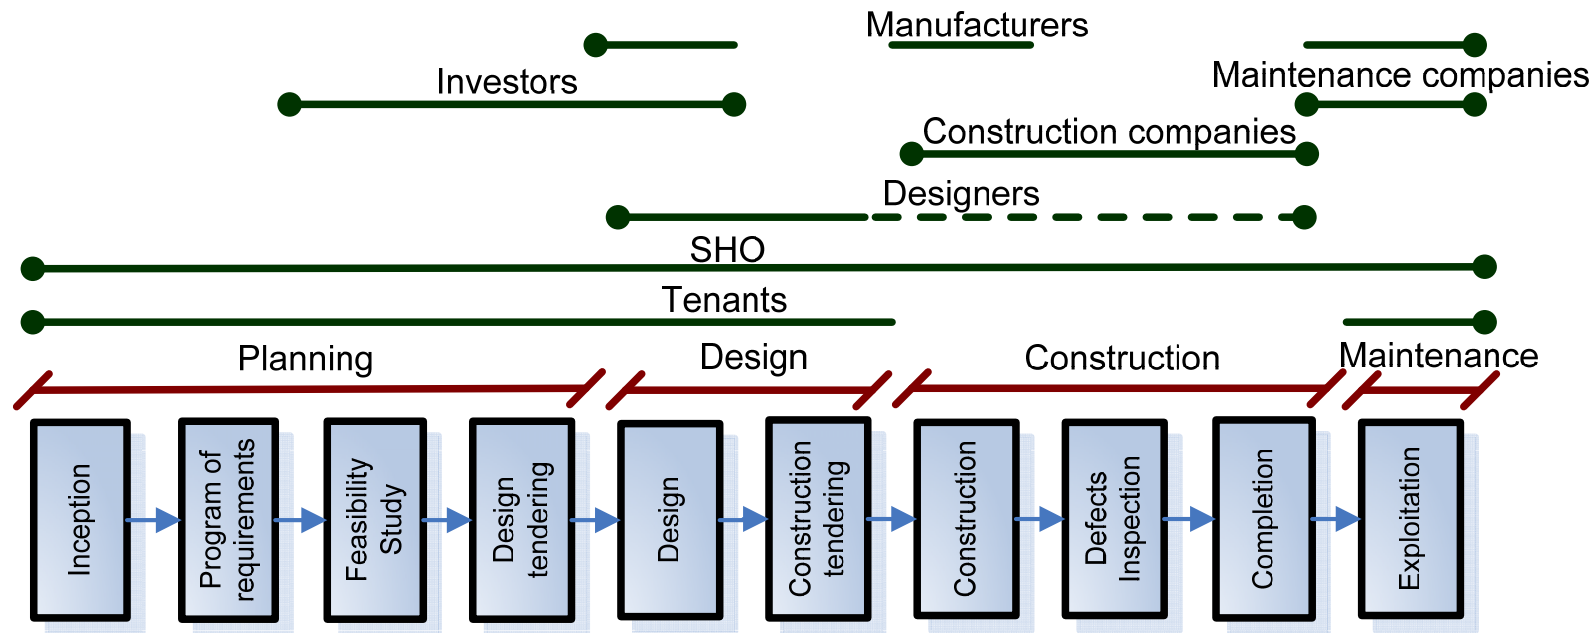 Manufacturers
Investors
Maintenance companies
Construction companies
Designers
SHO
Tenants
Planning
Design
Construction
Maintenance
Inception
Program of
requirements
Feasibility
Study
Design
tendering
Design
Construction
tendering
Construction
Defects
Inspection
Completion
Exploitation